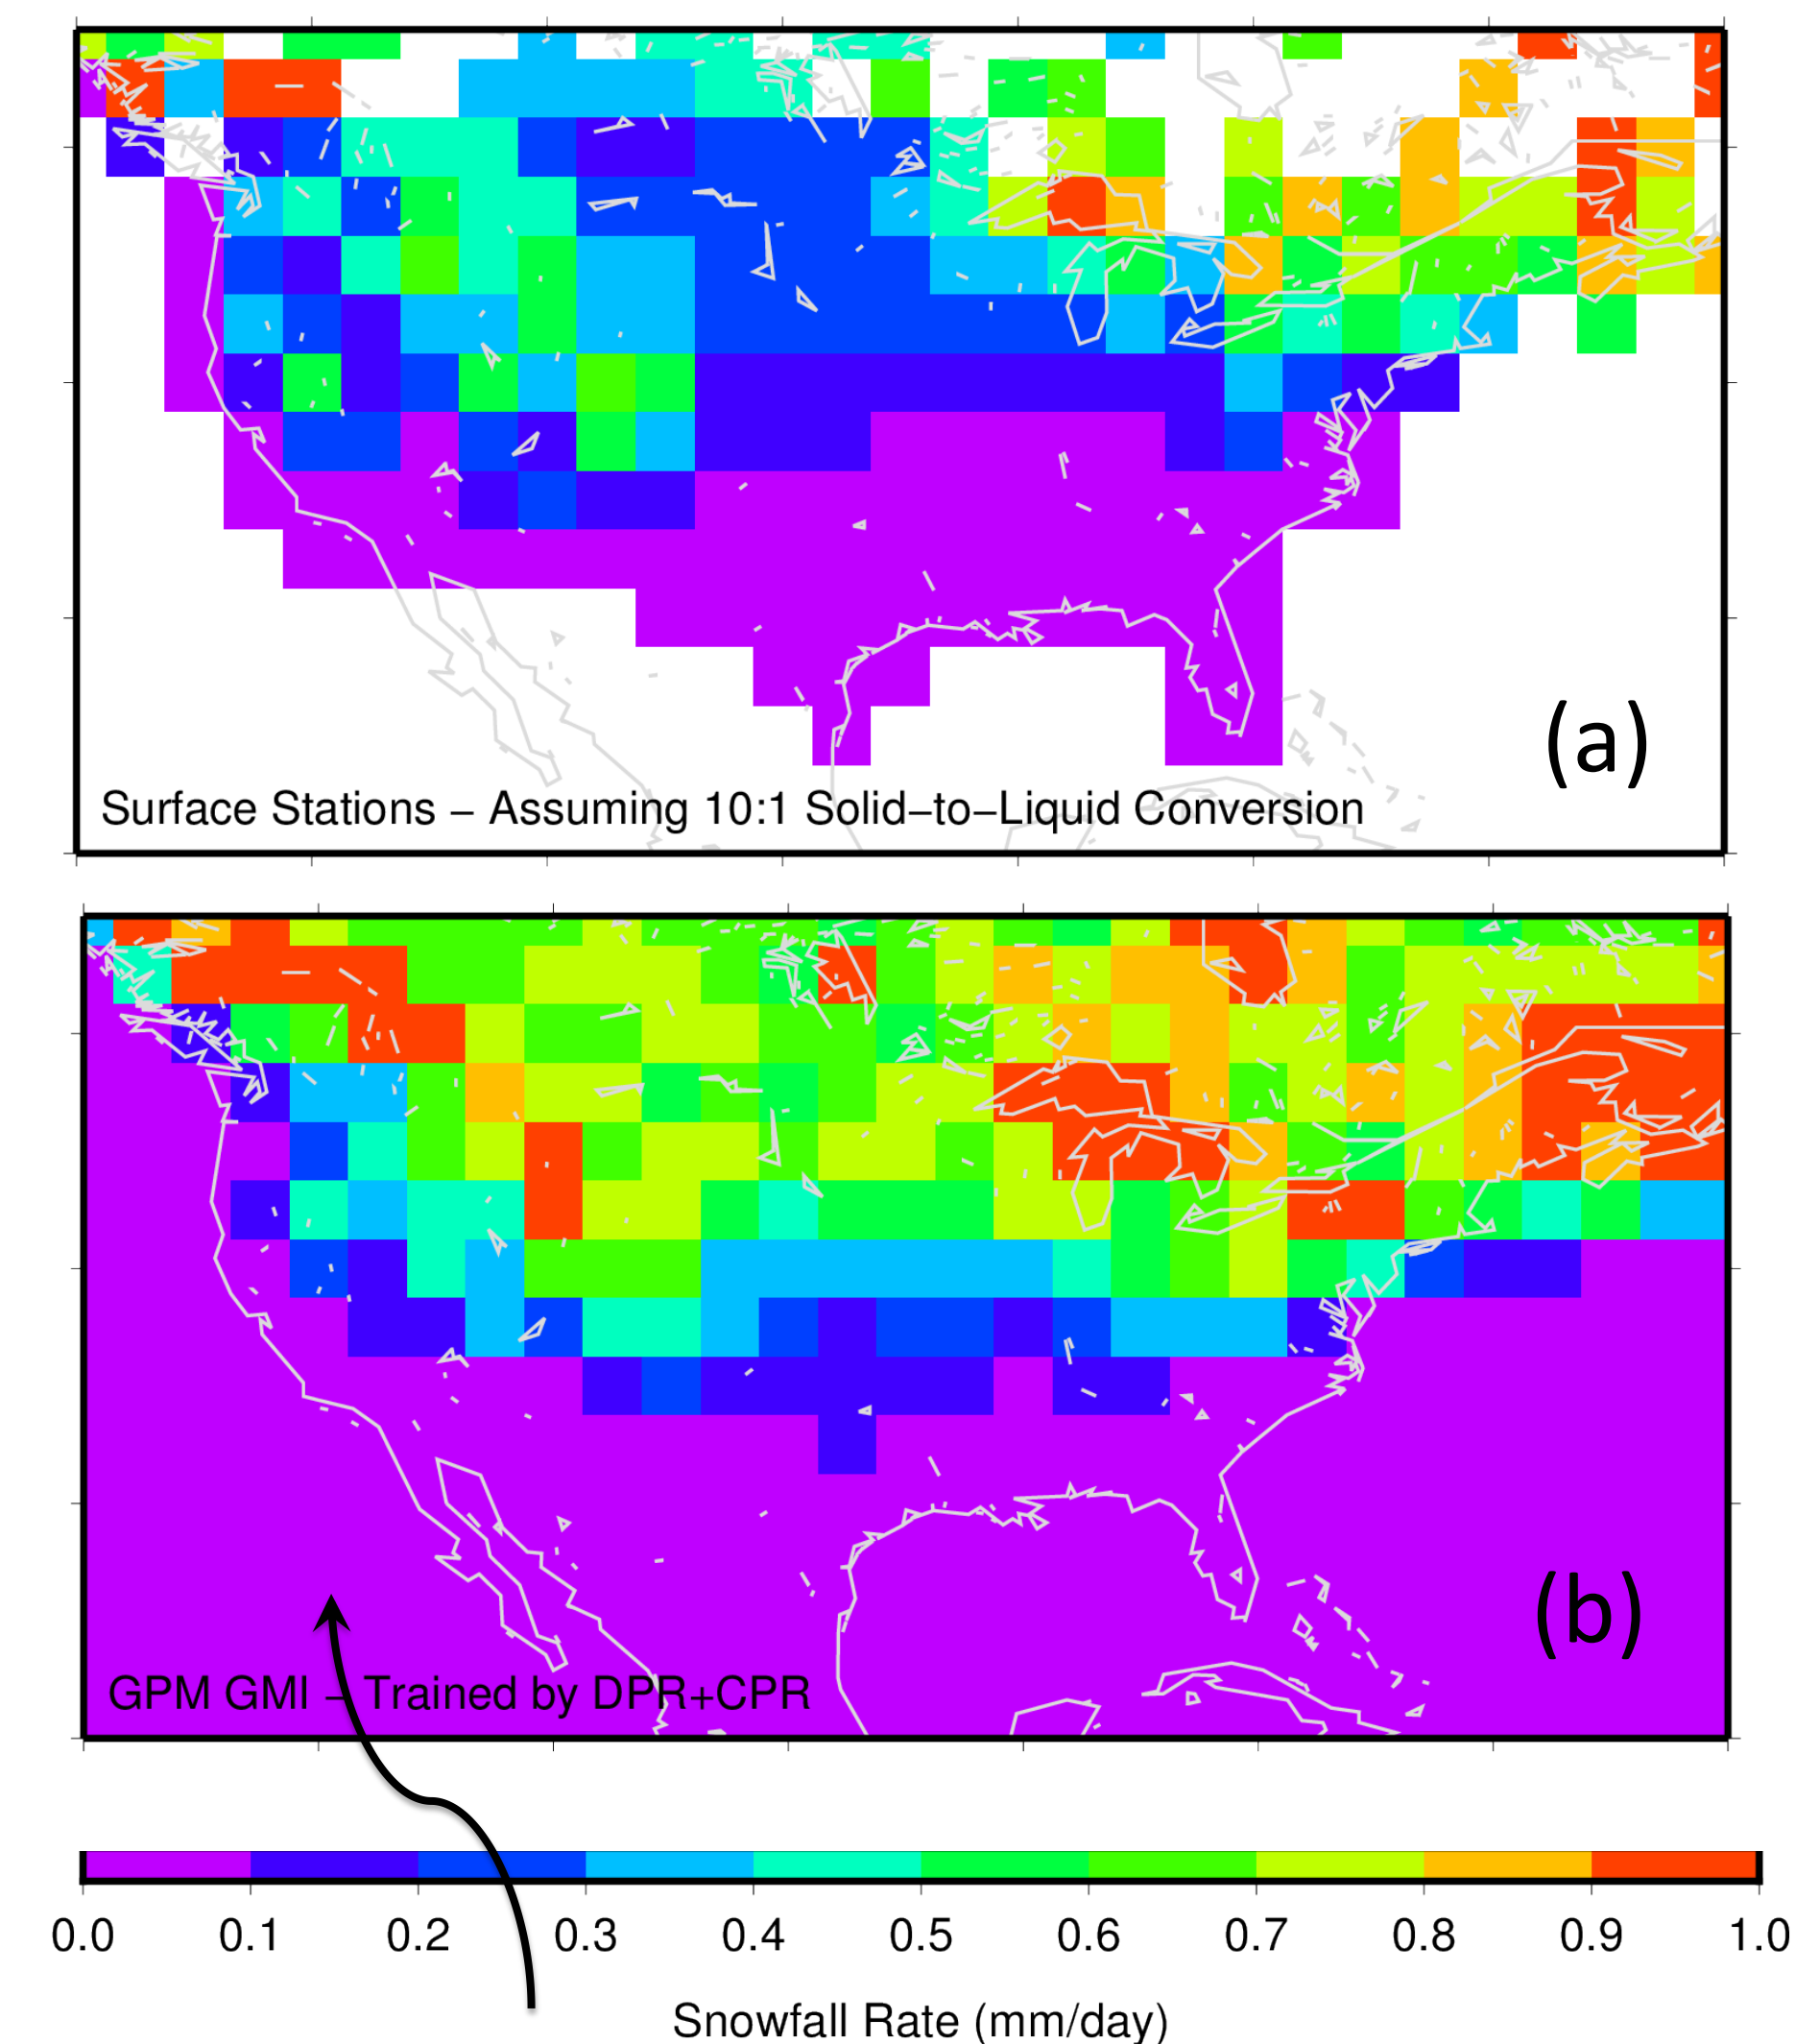 (a)
Surface Stations – Assuming 10:1 Solid–to–Liquid Conversion
(b)
GPM GMI – Trained by DPR+CPR
0.0 0.1 0.2 0.3 0.4 0.5 0.6 0.7 0.8 0.9 1.0
Snowfall Rate (mm/day)